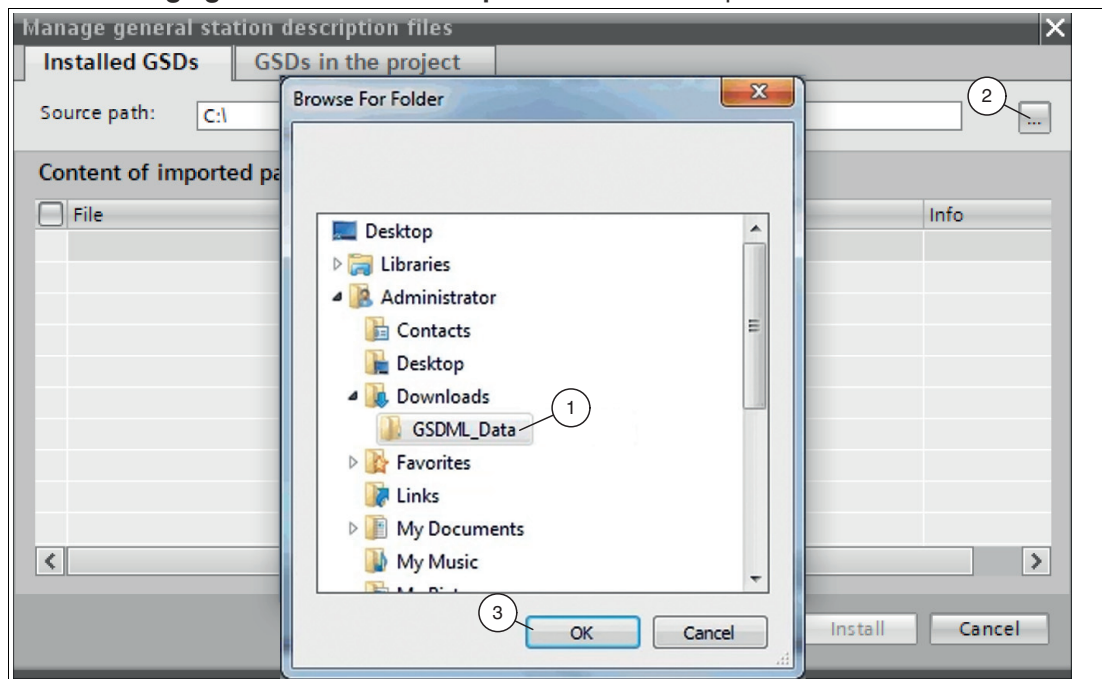 Manage general station description files
Installed GSDs GSDs in the project
Browse For Folder
2
Source path: C:\ ...
Content of imported pa
File Info
Desktop
Libraries
Administrator
Contacts
Desktop
Downloads
1
GSDML_Data
Favorites
Links
My Documents
My Music
3
OK Cancel Install Cancel